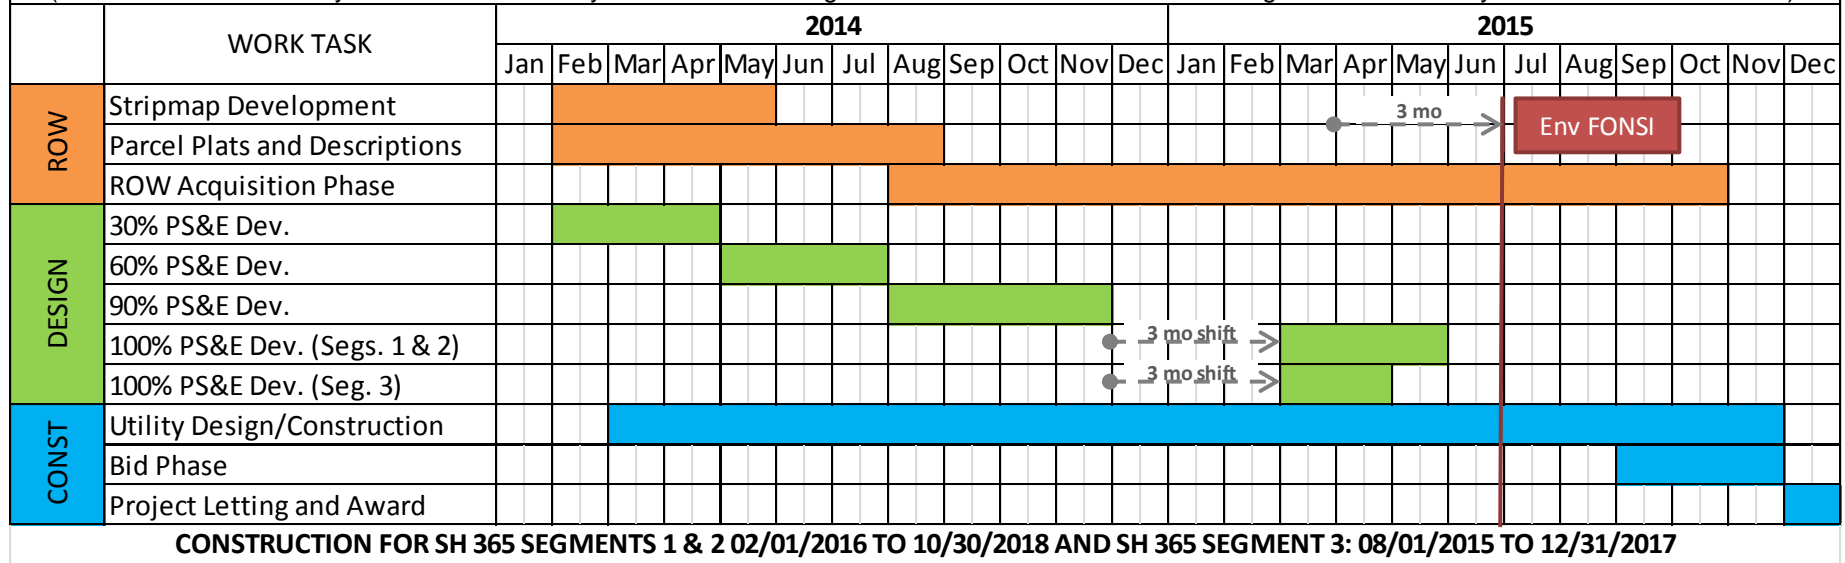 2014 2015
WORK TASK
Jan Feb Mar Apr May Jun Jul Aug Sep Oct Nov Dec Jan Feb Mar Apr May Jun Jul Aug Sep Oct Nov Dec
ROW
Stripmap Development
3 mo
Env FONSI
Parcel Plats and Descriptions
ROW Acquisition Phase
DESIGN
30% PS&E Dev.
60% PS&E Dev.
90% PS&E Dev.
100% PS&E Dev. (Segs. 1 & 2) 3 mo shift
100% PS&E Dev. (Seg. 3) 3 mo shift
CONST
Utility Design/Construction
Bid Phase
Project Letting and Award
CONSTRUCTION FOR SH 365 SEGMENTS 1 & 2 02/01/2016 TO 10/30/2018 AND SH 365 SEGMENT 3: 08/01/2015 TO 12/31/2017